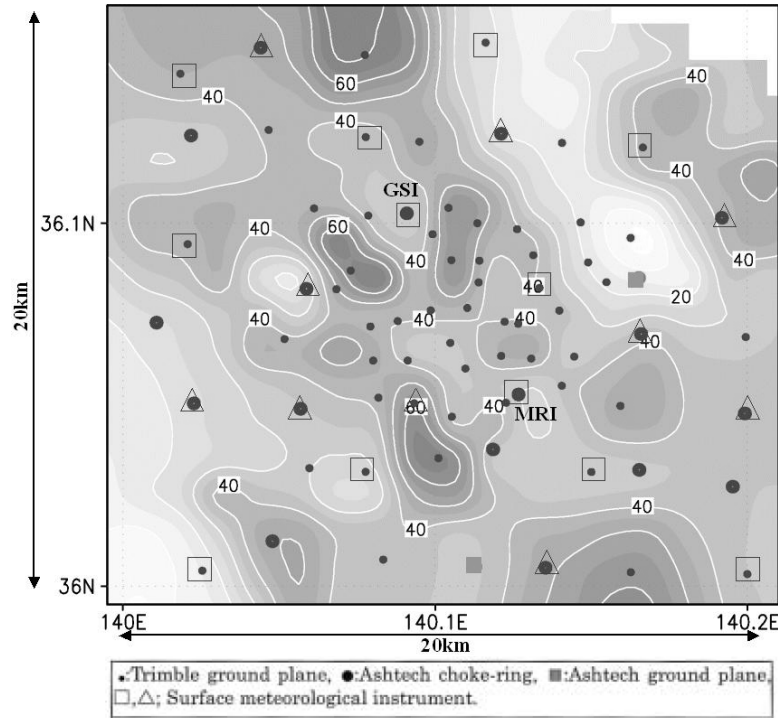 60
40
40
40
40
GSI
36.1N
40
60
40
40
40
20
20km
40
40
40
40
60
40
MRI
40
40
40
36N
140E
140.1E
140.2E
20km
•:Trimble ground plane, ●:Ashtech choke-ring, ■:Ashtech ground plane,
□,△; Surface meteorological instrument.